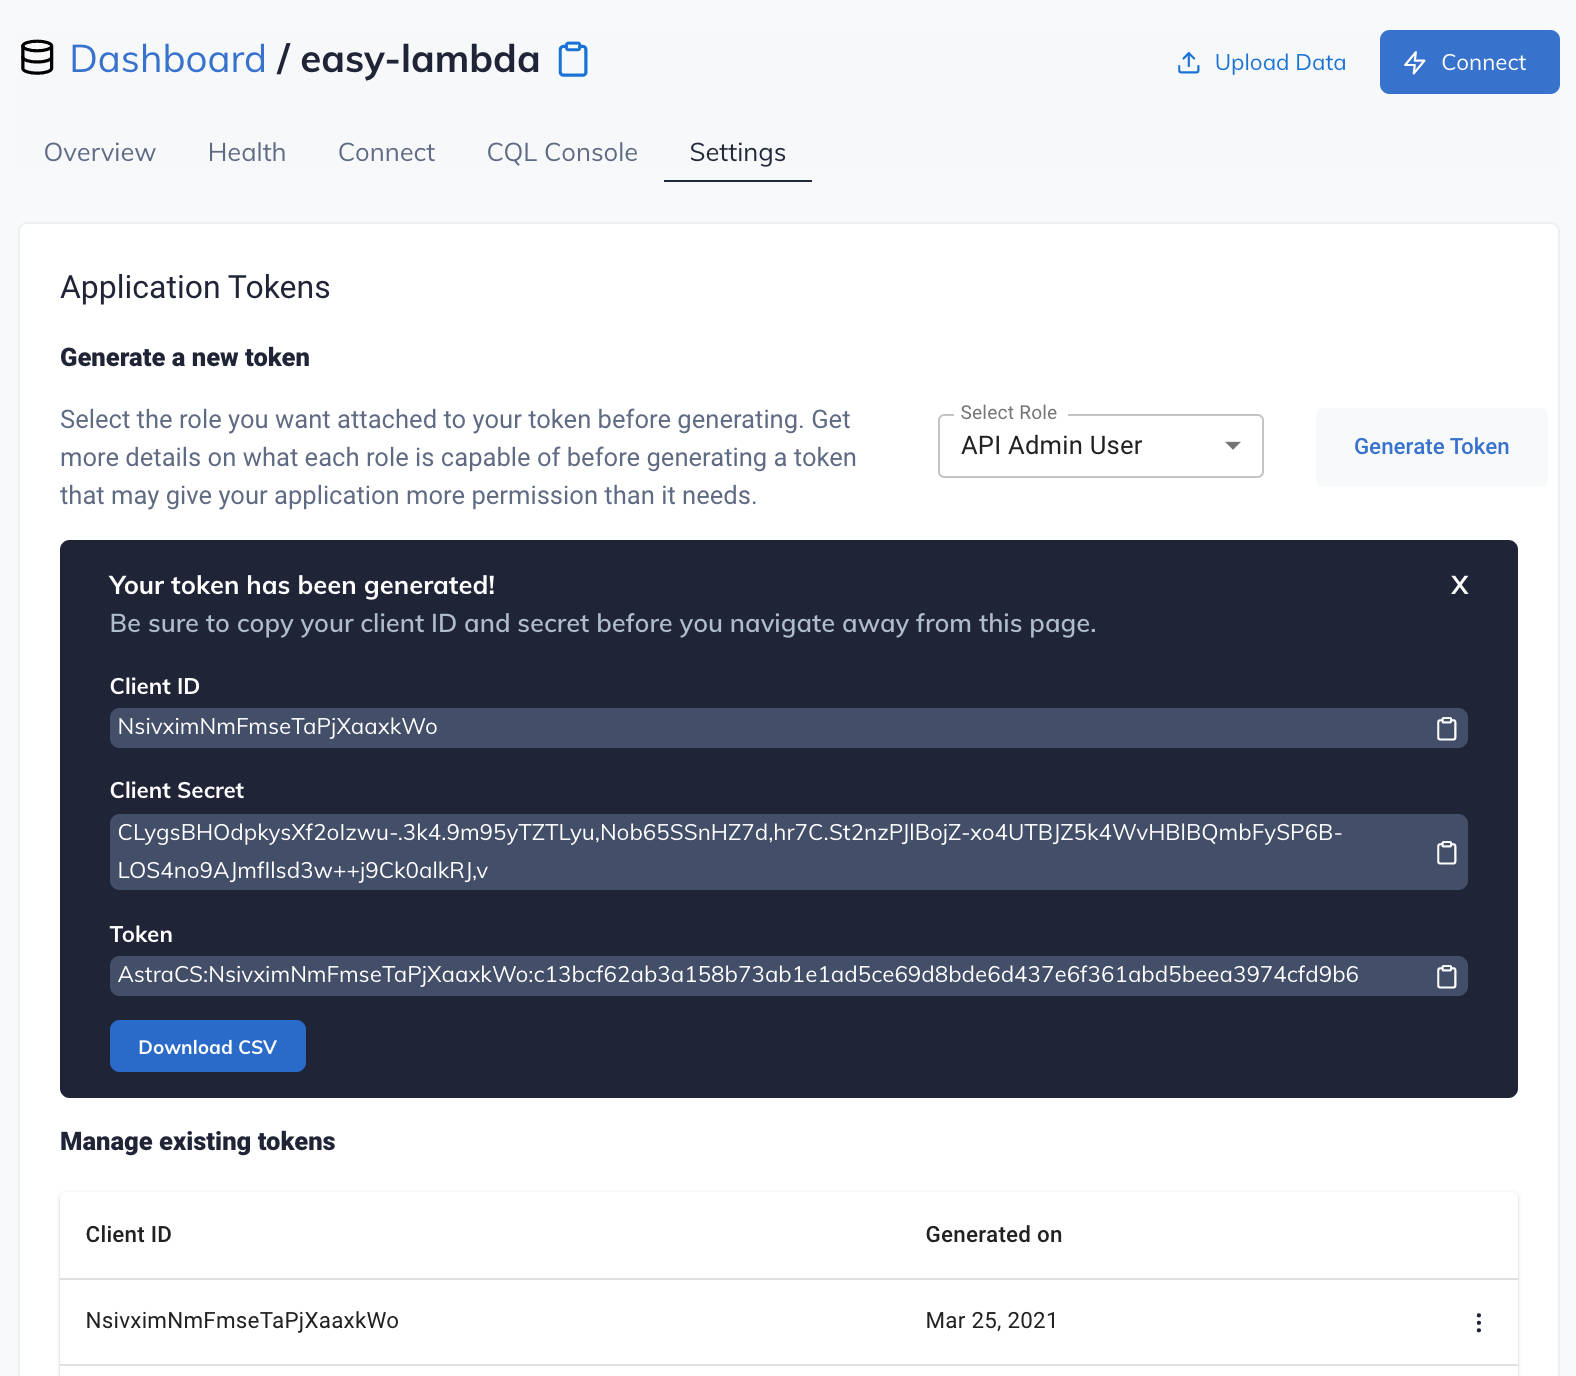 Dashboard / easy-lambda
Upload Data
Connect
Overview Health Connect CQL Console Settings
Application Tokens
Generate a new token
Select the role you want attached to your token before generating. Get
more details on what each role is capable of before generating a token
that may give your application more permission than it needs.
Select Role
API Admin User
Generate Token
Your token has been generated!
X
Be sure to copy your client ID and secret before you navigate away from this page.
Client ID
NsivximNmFmseTaPjXaaxkWo
Client Secret
CLygsBHOdpkysXf2oIzwu-.3k4.9m95yTZTLyu,Nob65SSnHZ7d,hr7C.St2nzPJlBojZ-xo4UTBJZ5k4WvHBlBQmbFySP6B-
LOS4no9AJmfIlsd3w++j9Ck0alkRJ,v
Token
AstraCS:NsivximNmFmseTaPjXaaxkWo:c13bcf62ab3a158b73ab1e1ad5ce69d8bde6d437e6f361abd5beea3974cfd9b6
Download CSV
Manage existing tokens
Client ID Generated on
NsivximNmFmseTaPjXaaxkWo Mar 25, 2021